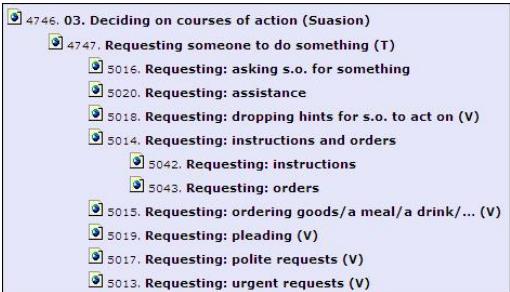 4746. 03. Deciding on courses of action (Suasion)
4747. Requesting someone to do something (T)
5016. Requesting: asking s.o. for something
5020. Requesting: assistance
5018. Requesting: dropping hints for s.o. to act on (V)
5014. Requesting: instructions and orders
5042. Requesting: instructions
5043. Requesting: orders
5015. Requesting: ordering goods/a meal/a drink/... (V)
5019. Requesting: pleading (V)
5017. Requesting: polite requests (V)
5013. Requesting: urgent requests (V)